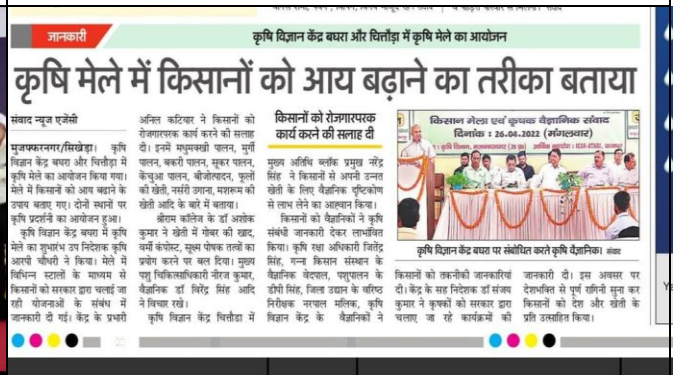 जानकारी
कृषि विज्ञान केंद्र बघरा और चित्तौड़ा में कृषि मेले का आयोजन
कृषि मेले में किसानों को आय बढ़ाने का तरीका बताया
संवाद न्यूज एजेंसी
मुजफ्फरनगर/सिखेड़ा। कृषि
विज्ञान केंद्र बघरा और चित्तौड़ा में
कृषि मेले का आयोजन किया गया।
मेले में किसानों को आय बढ़ाने के
उपाय बताए गए। दोनों स्थानों पर
कृषि प्रदर्शनी का आयोजन हुआ।
कृषि विज्ञान केंद्र बघरा में कृषि
मेले का शुभारंभ उप निदेशक कृषि
आरपी चौधरी ने किया। मेले में
विभिन्न स्टालों के माध्यम से
किसानों को सरकार द्वारा चलाई जा
रही योजनाओं के संबंध में
जानकारी दी गई। केंद्र के प्रभारी
अनिल कटियार ने किसानों को
रोजगारपरक कार्य करने की सलाह
दी। इनमें मधुमक्खी पालन, मुर्गी
पालन, बकरी पालन, सूकर पालन,
केंचुआ पालन, बीजोत्पादन, फूलों
की खेती, नर्सरी उगाना, मशरूम की
खेती आदि के बारे में बताया।
श्रीराम कॉलिज के डॉ अशोक
कुमार ने खेती में गोबर की खाद,
वर्मी कंपोस्ट, सूक्ष्म पोषक तत्वों का
प्रयोग करने पर बल दिया। मुख्य
पशु चिकित्साधिकारी नीरज कुमार,
वैज्ञानिक डॉ विरेंद्र सिंह आदि
ने विचार रखे।
कृषि विज्ञान केंद्र चित्तौड़ा में
किसानों को रोजगारपरक
कार्य करने की सलाह दी
मुख्य अतिथि ब्लॉक प्रमुख नरेंद्र
सिंह ने किसानों से अपनी उन्नत
खेती के लिए वैज्ञानिक दृष्टिकोण
से लाभ लेने का आह्वान किया।
किसानों को वैज्ञानिकों ने कृषि
संबंधी जानकारी देकर लाभांवित
किया। कृषि रक्षा अधिकारी जितेंद्र
सिंह, गन्ना किसान संस्थान के
वैज्ञानिक वेदपाल, पशुपालन के
डीपी सिंह, जिला उद्यान के वरिष्ठ
निरीक्षक नरपाल मलिक, कृषि
विज्ञान केंद्र के वैज्ञानिकों ने
किसान मेला एवं कृषक वैज्ञानिक संवाद
दिनांक : 26.04.2022 (मंगलवार)
कृषि विज्ञान केंद्र बघरा पर संबोधित करते कृषि वैज्ञानिक। संवाद
किसानों को तकनीकी जानकारियां
दी। केंद्र के सह निदेशक डॉ संजय
कुमार ने कृषकों को सरकार द्वारा
चलाए जा रहे कार्यक्रमों की
जानकारी दी। इस अवसर पर
देशभक्ति से पूर्ण रागिनी सुना कर
किसानों को देश और खेती के
प्रति उत्साहित किया।